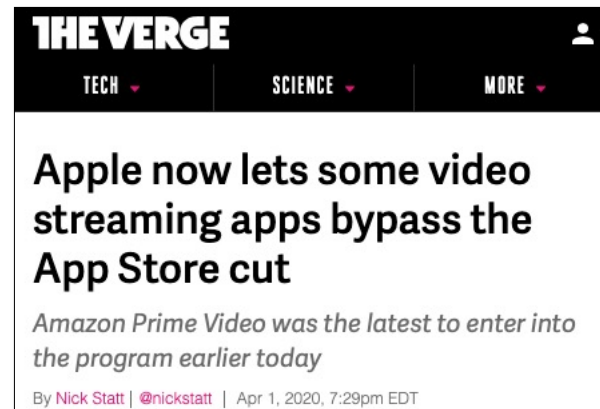 THE VERGE
TECH SCIENCE MORE
Apple now lets some video
streaming apps bypass the
App Store cut
Amazon Prime Video was the latest to enter into
the program earlier today
By Nick Statt | @nickstatt | Apr 1, 2020, 7:29pm EDT